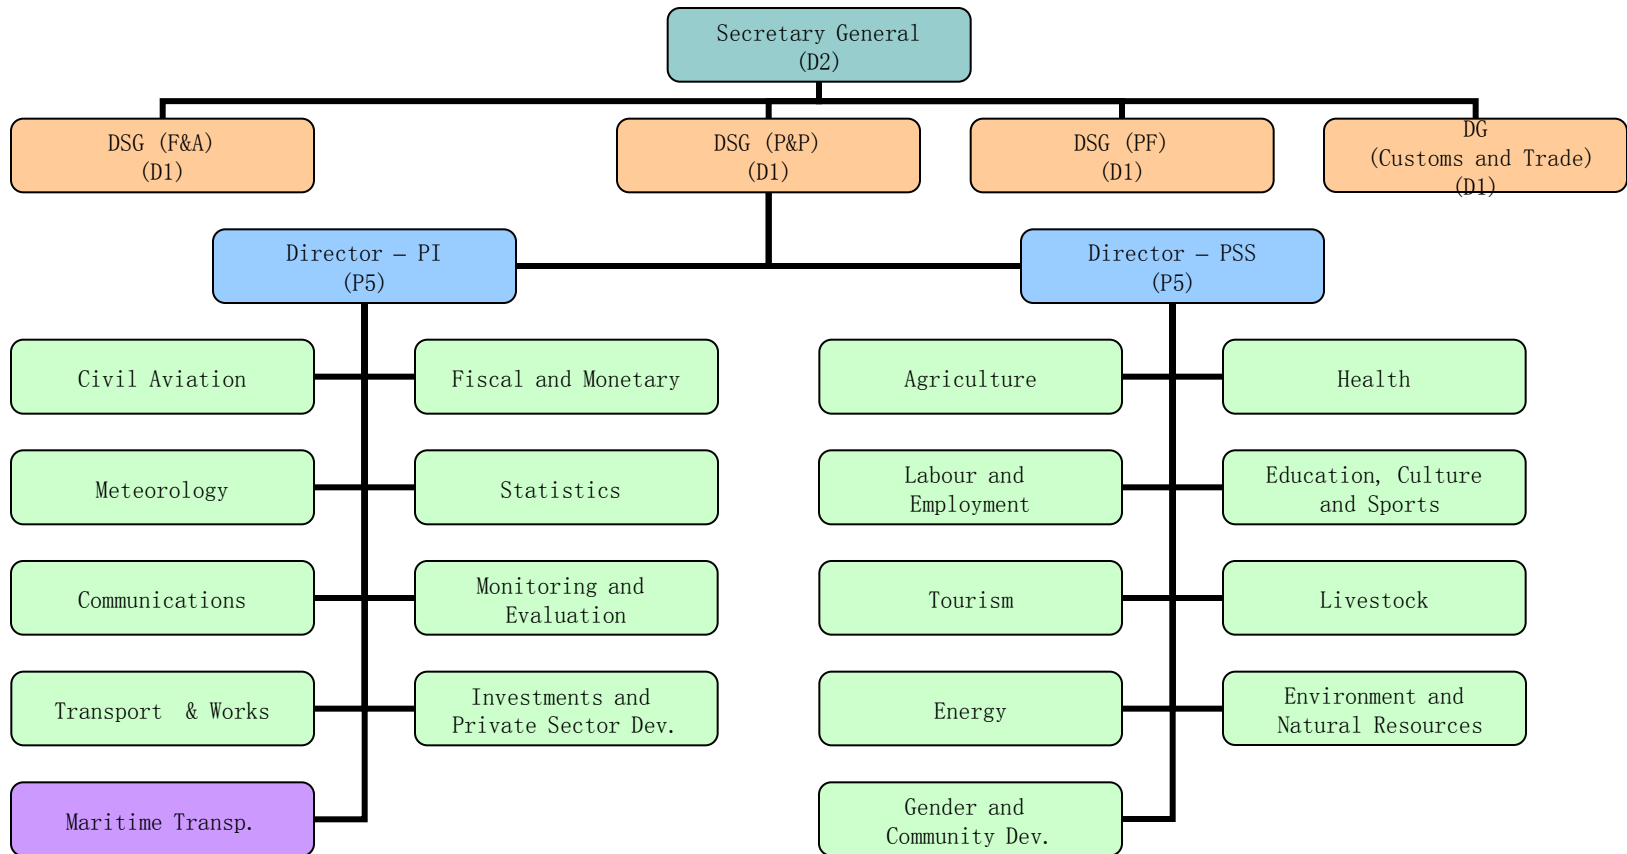 Secretary General
(D2)
DSG (F&A)
(D1)
DSG (P&P)
(D1)
DSG (PF)
(D1)
DG
(Customs and Trade)
(D1)
Director – PI
(P5)
Director – PSS
(P5)
Civil Aviation
Fiscal and Monetary
Agriculture
Health
Meteorology
Statistics
Labour and
Employment
Education, Culture
and Sports
Communications
Monitoring and
Evaluation
Tourism
Livestock
Transport & Works
Investments and
Private Sector Dev.
Energy
Environment and
Natural Resources
Maritime Transp.
Gender and
Community Dev.